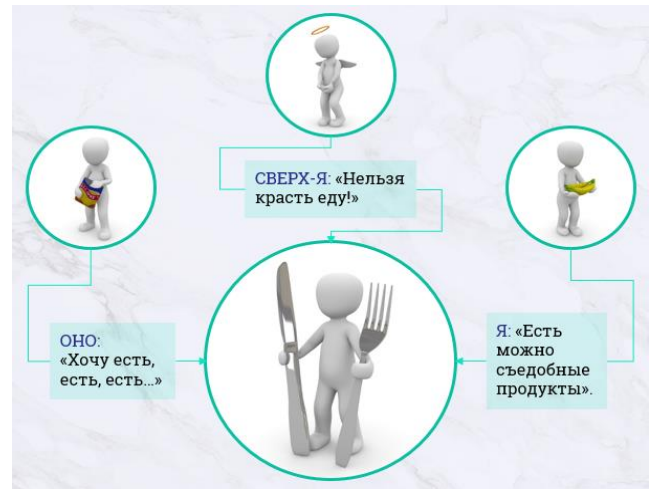 СВЕРХ-Я: «Нельзя
красть еду!»
ОНО:
«Хочу есть,
есть, есть...»
Я: «Есть
можно
съедобные
продукты».